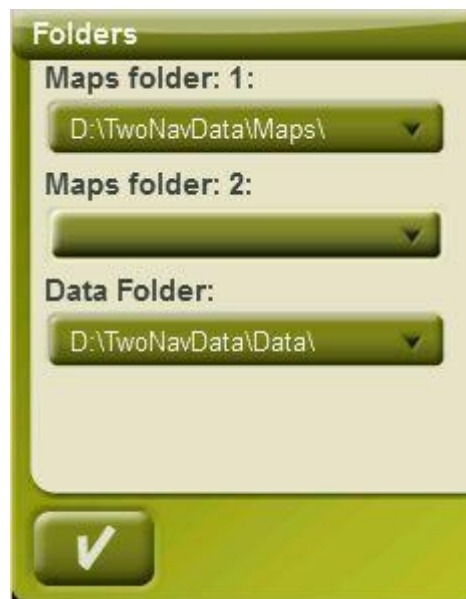 Folders
Maps folder: 1:
D:\TwoNavData\Maps\
Maps folder: 2:
Data Folder:
D:\TwoNavData\Data\